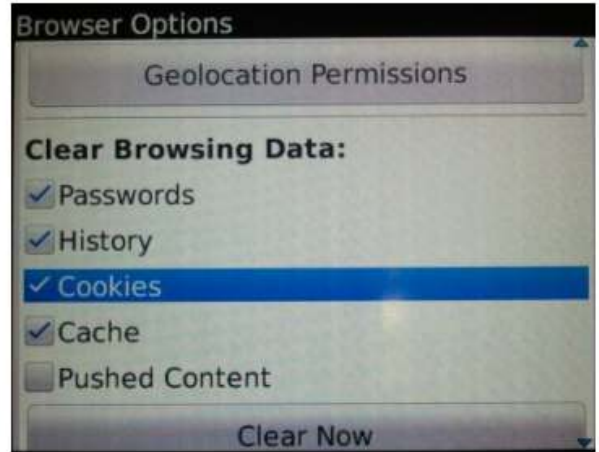 Browser Options
Geolocation Permissions
Clear Browsing Data:
Passwords
History
Cookies
Cache
Pushed Content
Clear Now